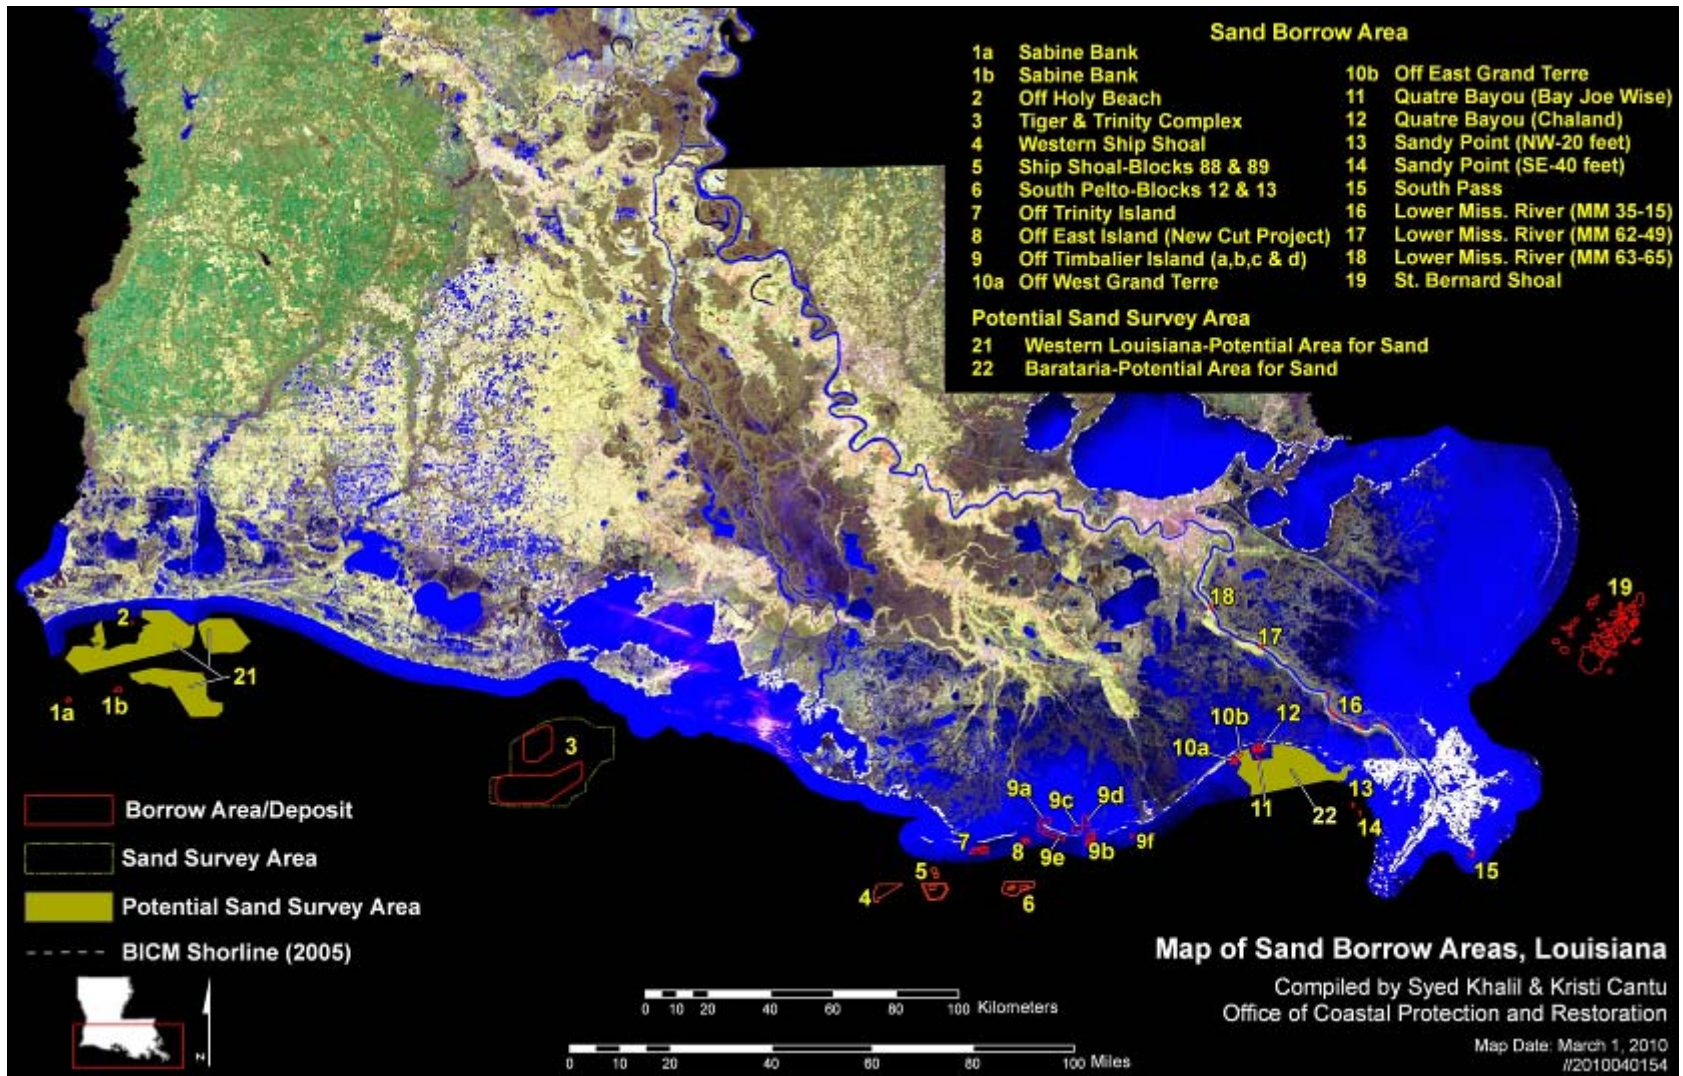 Sand Borrow Area
1a Sabine Bank
1b Sabine Bank
2 Off Holy Beach
3 Tiger & Trinity Complex
4 Western Ship Shoal
5 Ship Shoal-Blocks 88 & 89
6 South Pelto-Blocks 12 & 13
7 Off Trinity Island
8 Off East Island (New Cut Project)
9 Off Timbalier Island (a,b,c & d)
10a Off West Grand Terre
10b Off East Grand Terre
11 Quatre Bayou (Bay Joe Wise)
12 Quatre Bayou (Chaland)
13 Sandy Point (NW-20 feet)
14 Sandy Point (SE-40 feet)
15 South Pass
16 Lower Miss. River (MM 35-15)
17 Lower Miss. River (MM 62-49)
18 Lower Miss. River (MM 63-65)
19 St. Bernard Shoal
Potential Sand Survey Area
21 Western Louisiana-Potential Area for Sand
22 Barataria-Potential Area for Sand
19
18
2
17
21
1a
1b
16
10b
12
3
10a
13
11
22
14
9a
9c
9d
7
8
9e
9b
9f
5
15
4
6
Borrow Area/Deposit
Sand Survey Area
Potential Sand Survey Area
BICM Shorline (2005)
N
0 10 20 40 60 80 100 Kilometers
0 10 20 40 60 80 100 Miles
Map of Sand Borrow Areas, Louisiana
Compiled by Syed Khalil & Kristi Cantu
Office of Coastal Protection and Restoration
Map Date: March 1, 2010
//2010040154